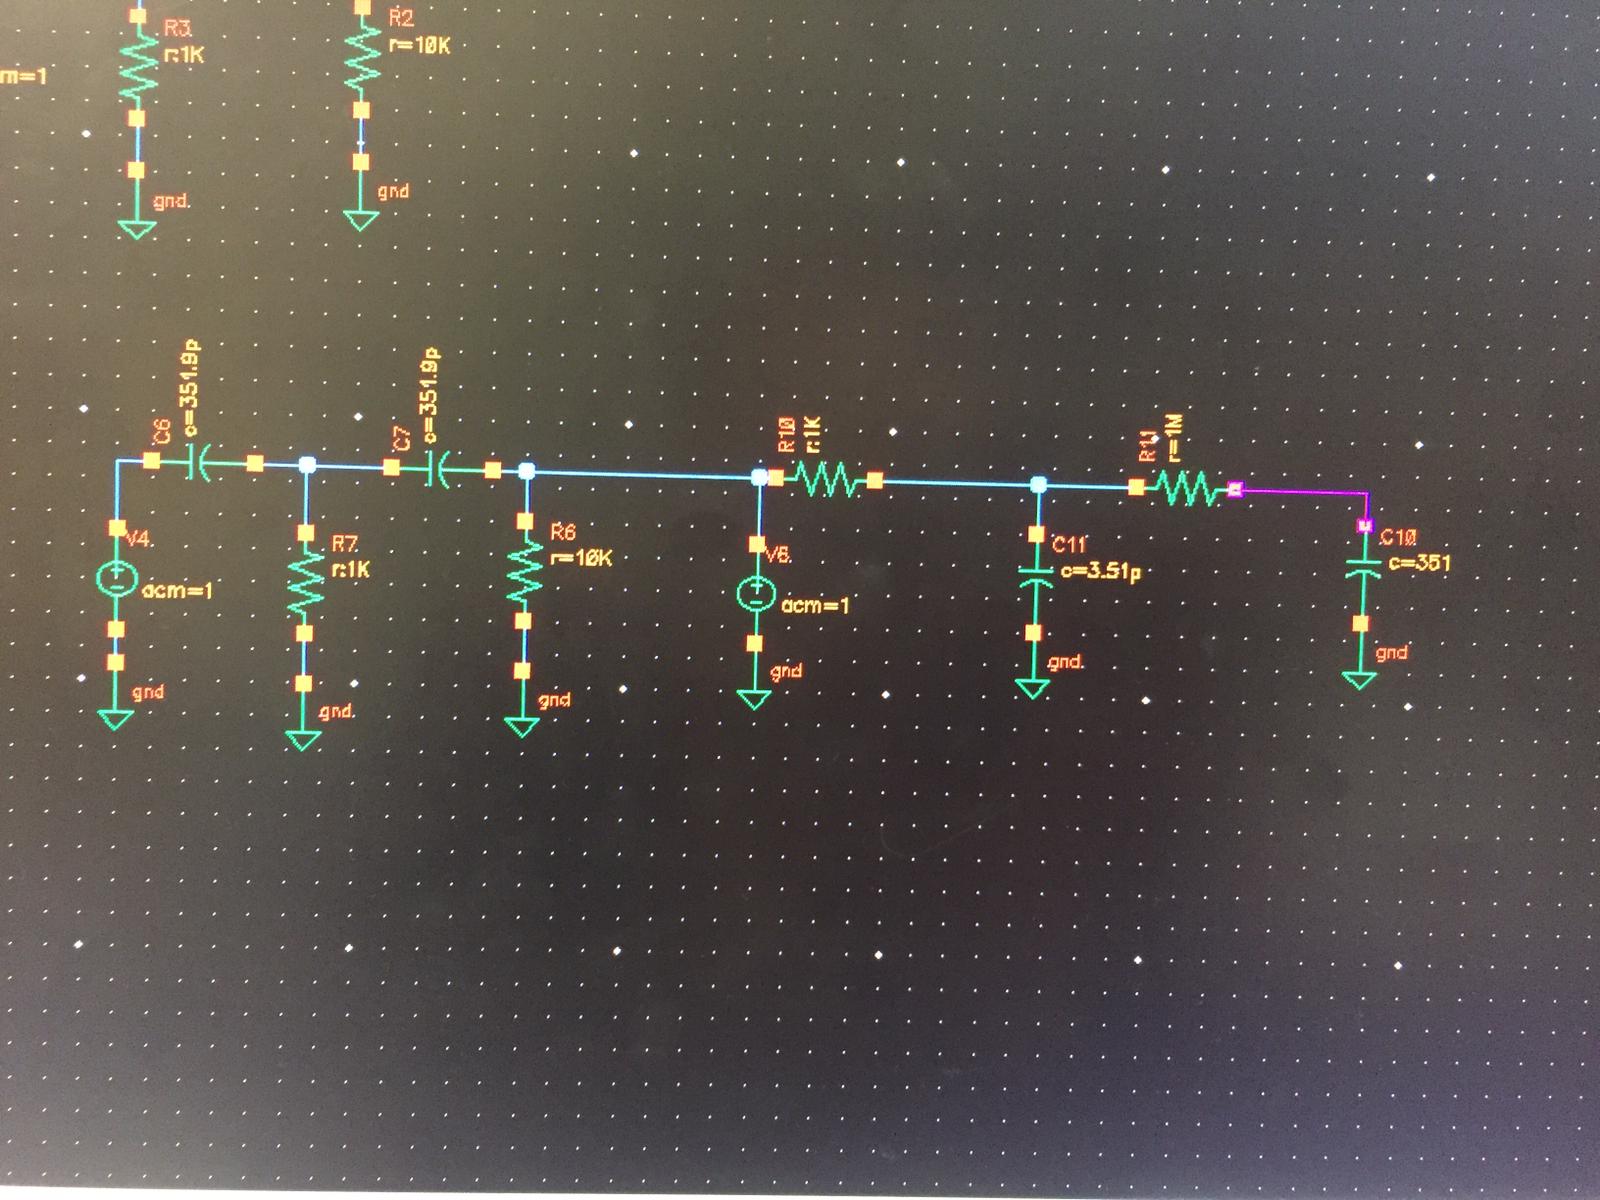 R3
r:1K
R2
r=10K
m=1
gnd
gnd
C6
c=351.9p
C7
c=351.9p
R10
r:1K
R11
r=1M
V4
acm=1
R7
r:1K
R6
r=10K
V6
acm=1
C11
c=3.51p
C10
c=351
gnd
gnd
gnd
gnd
gnd
gnd